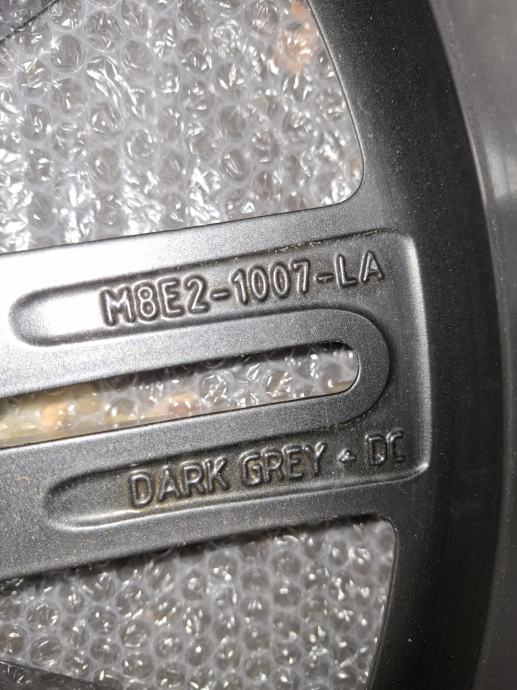 M8E2-1007-LA
DARK GREY + DC